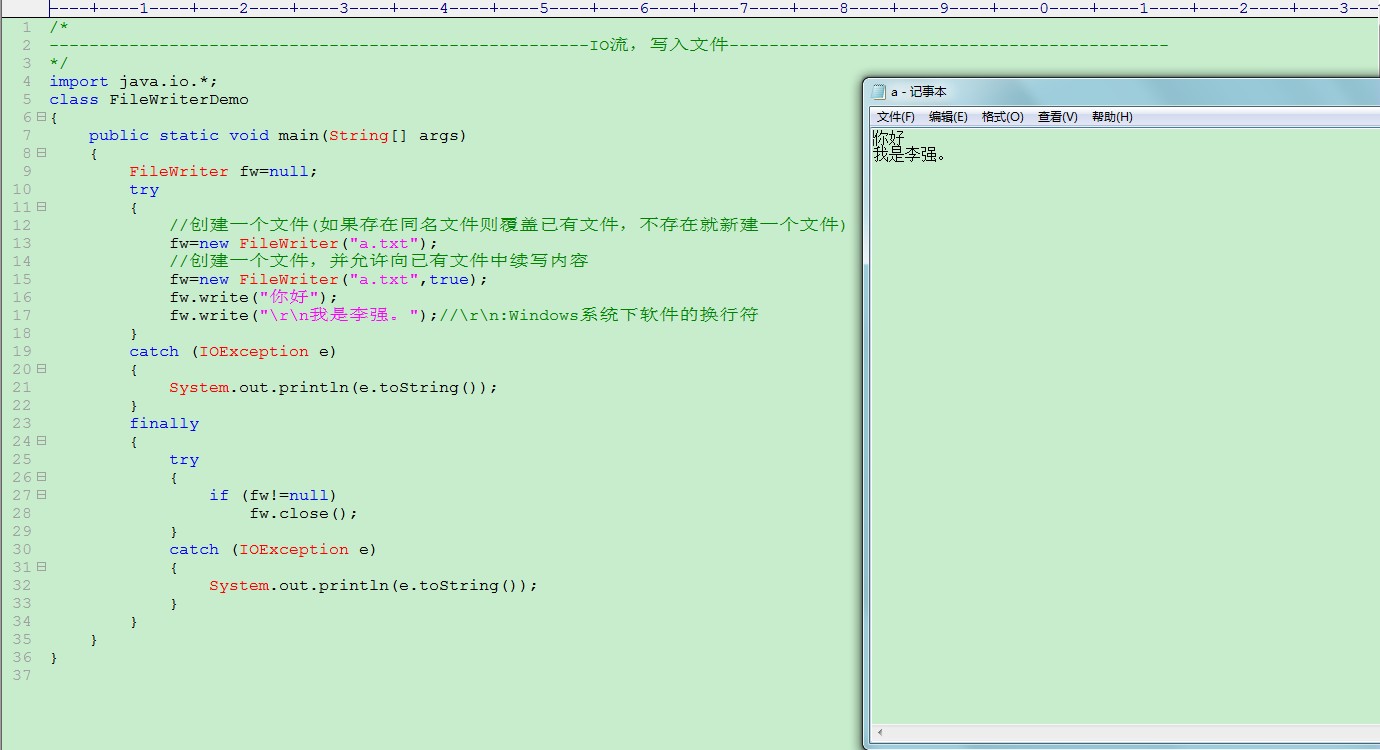 ----+----1----+----2----+----3----+----4----+----5----+----6----+----7----+----8----+----9----+----0----+----1----+----2----+----3---
1 /*
2 ------------------------------------------------------IO流，写入文件--------------------------------------------
3 */
4 import java.io.*;
5 class FileWriterDemo
6 {
7     public static void main(String[] args)
8     {
9         FileWriter fw=null;
10         try
11         {
12             //创建一个文件(如果存在同名文件则覆盖已有文件，不存在就新建一个文件)
13             fw=new FileWriter("a.txt");
14             //创建一个文件，并允许向已有文件中续写内容
15             fw=new FileWriter("a.txt",true);
16             fw.write("你好");
17             fw.write("\r\n我是李强。");//\r\n:Windows系统下软件的换行符
18         }
19         catch (IOException e)
20         {
21             System.out.println(e.toString());
22         }
23         finally
24         {
25             try
26             {
27                 if (fw!=null)
28                     fw.close();
29             }
30             catch (IOException e)
31             {
32                 System.out.println(e.toString());
33             }
34         }
35     }
36 }
37
a - 记事本
文件(F) 编辑(E) 格式(O) 查看(V) 帮助(H)
你好
我是李强。